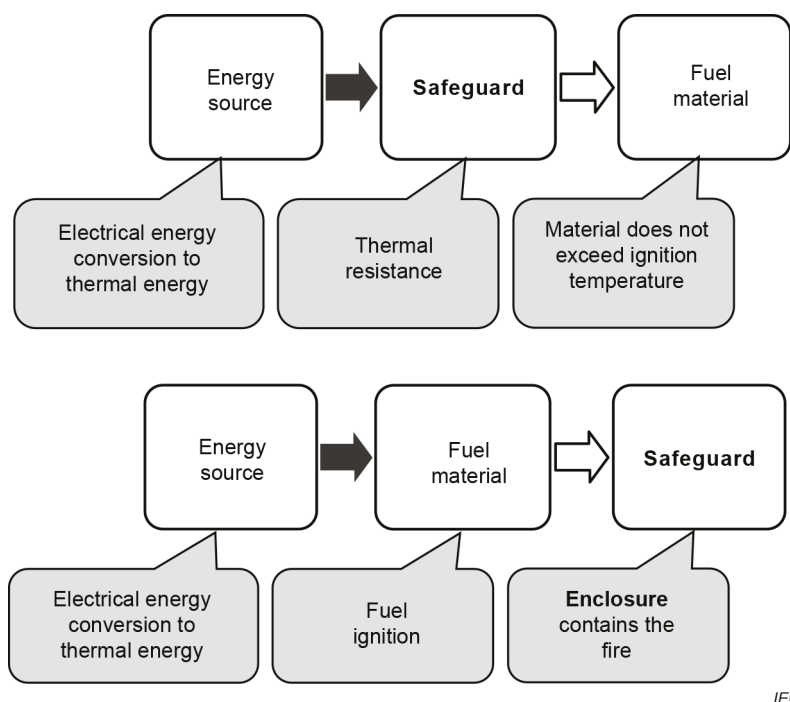 Energy
source
Safeguard
Fuel
material
Electrical energy
conversion to
thermal energy
Thermal
resistance
Material does not
exceed ignition
temperature
Energy
source
Fuel
material
Safeguard
Electrical energy
conversion to
thermal energy
Fuel
ignition
Enclosure
contains the
fire